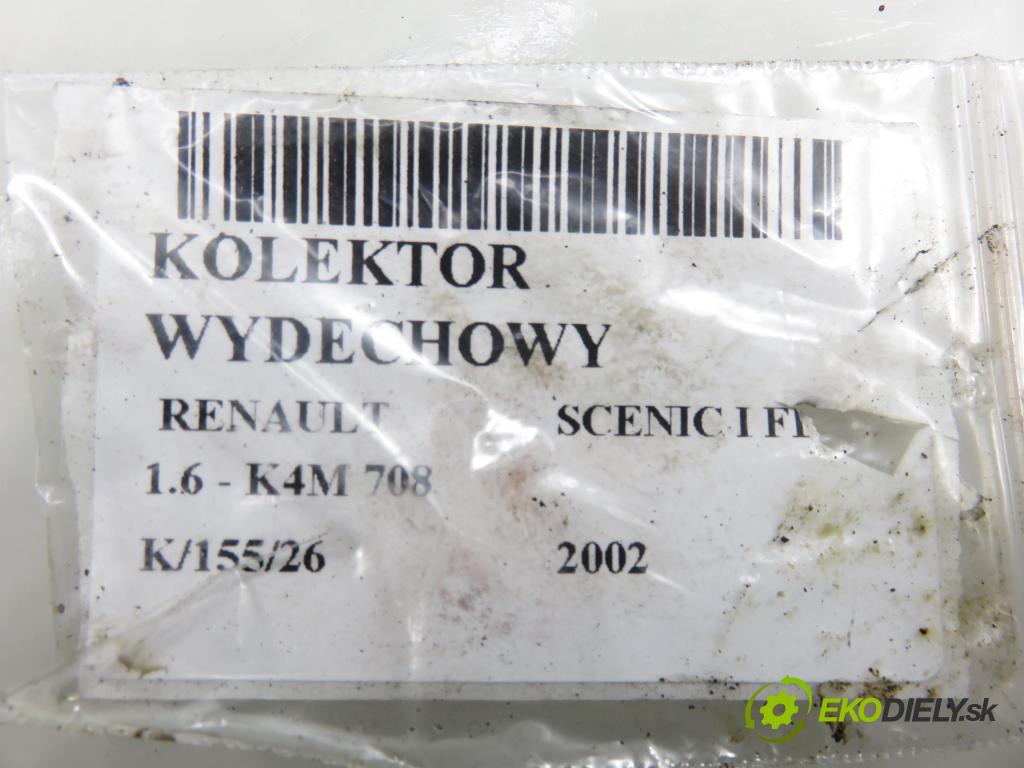 KOLEKTOR
WYDECHOWY
RENAULT SCENIC I
1.6 - K4M 708
K/155/26 2002
EKODIELY.sk